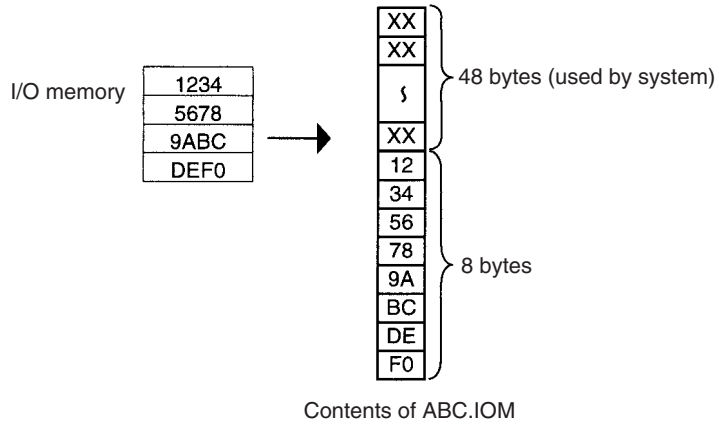 I/O memory
1234
5678
9ABC
DEF0
XX
XX
XX
12
34
56
78
9A
BC
DE
F0
48 bytes (used by system)
8 bytes
Contents of ABC.IOM